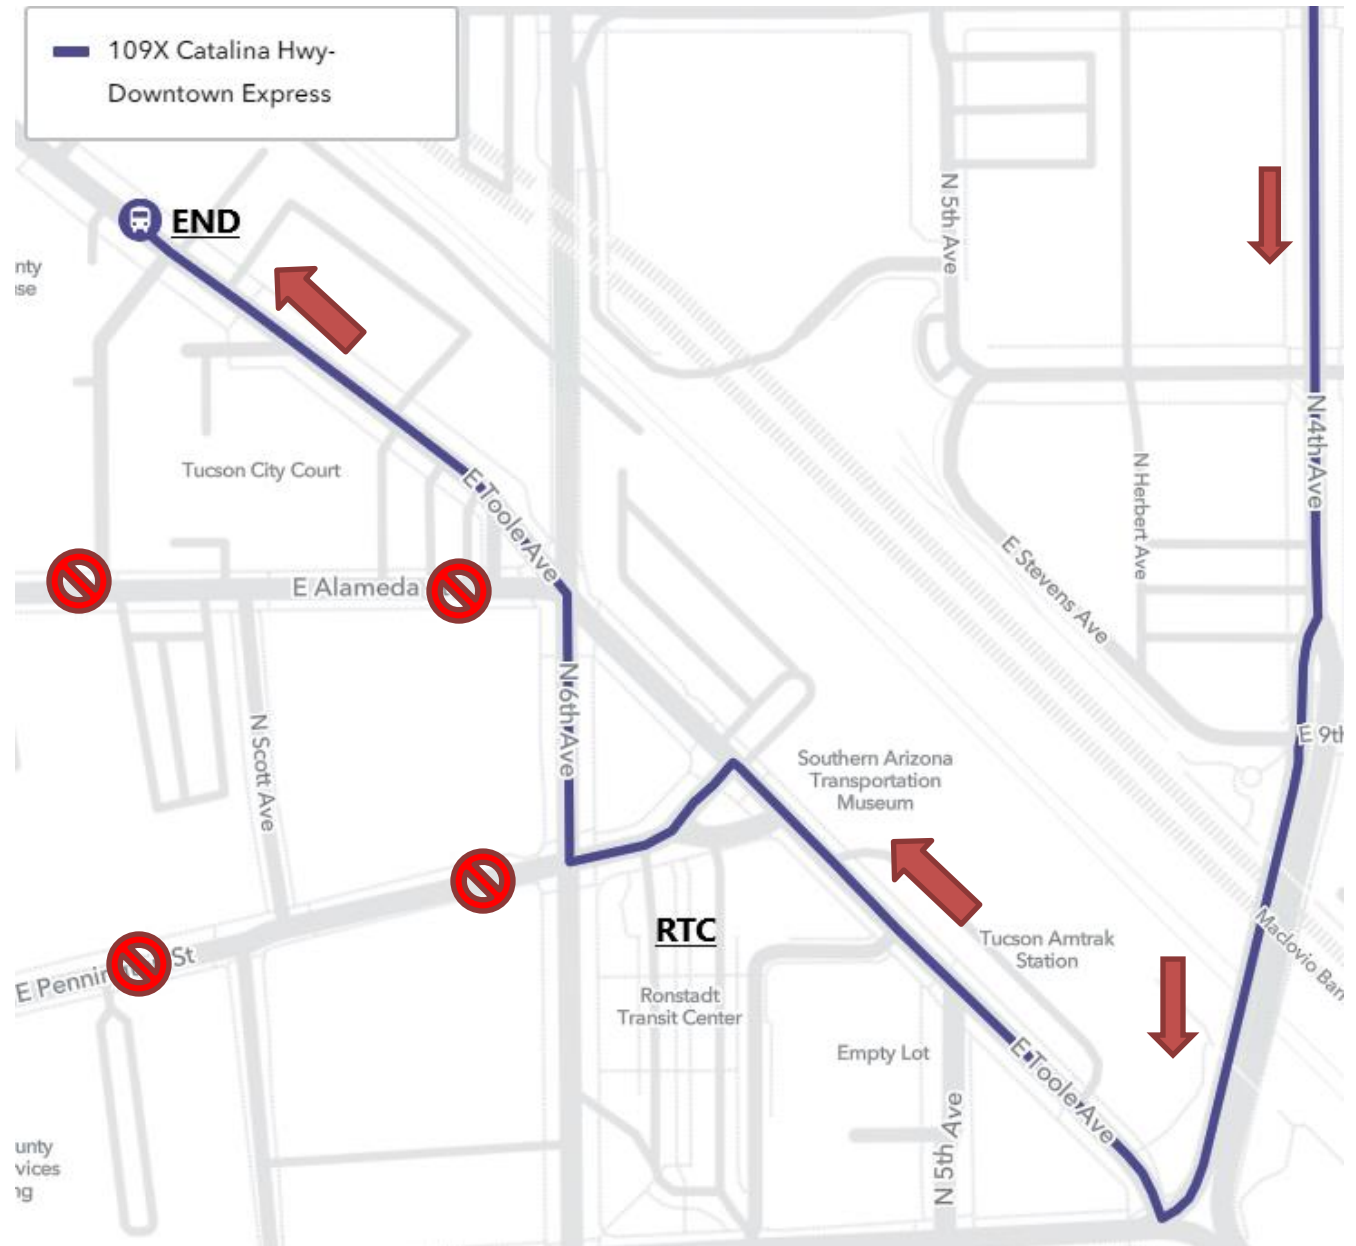 109X Catalina Hwy-
Downtown Express
END
N 5th Ave
nty
se
N 4th Ave
Tucson City Court
E Toole Ave
N Herbert Ave
E Stevens Ave
E Alameda
N 6th Ave
N Scott Ave
E 9th
Southern Arizona
Transportation
Museum
RTC
Tucson Amtrak
Station
Maclovio Bar
E Penni St
Ronstadt
Transit Center
Empty Lot
E Toole Ave
N 5th Ave
unty
vices
ng